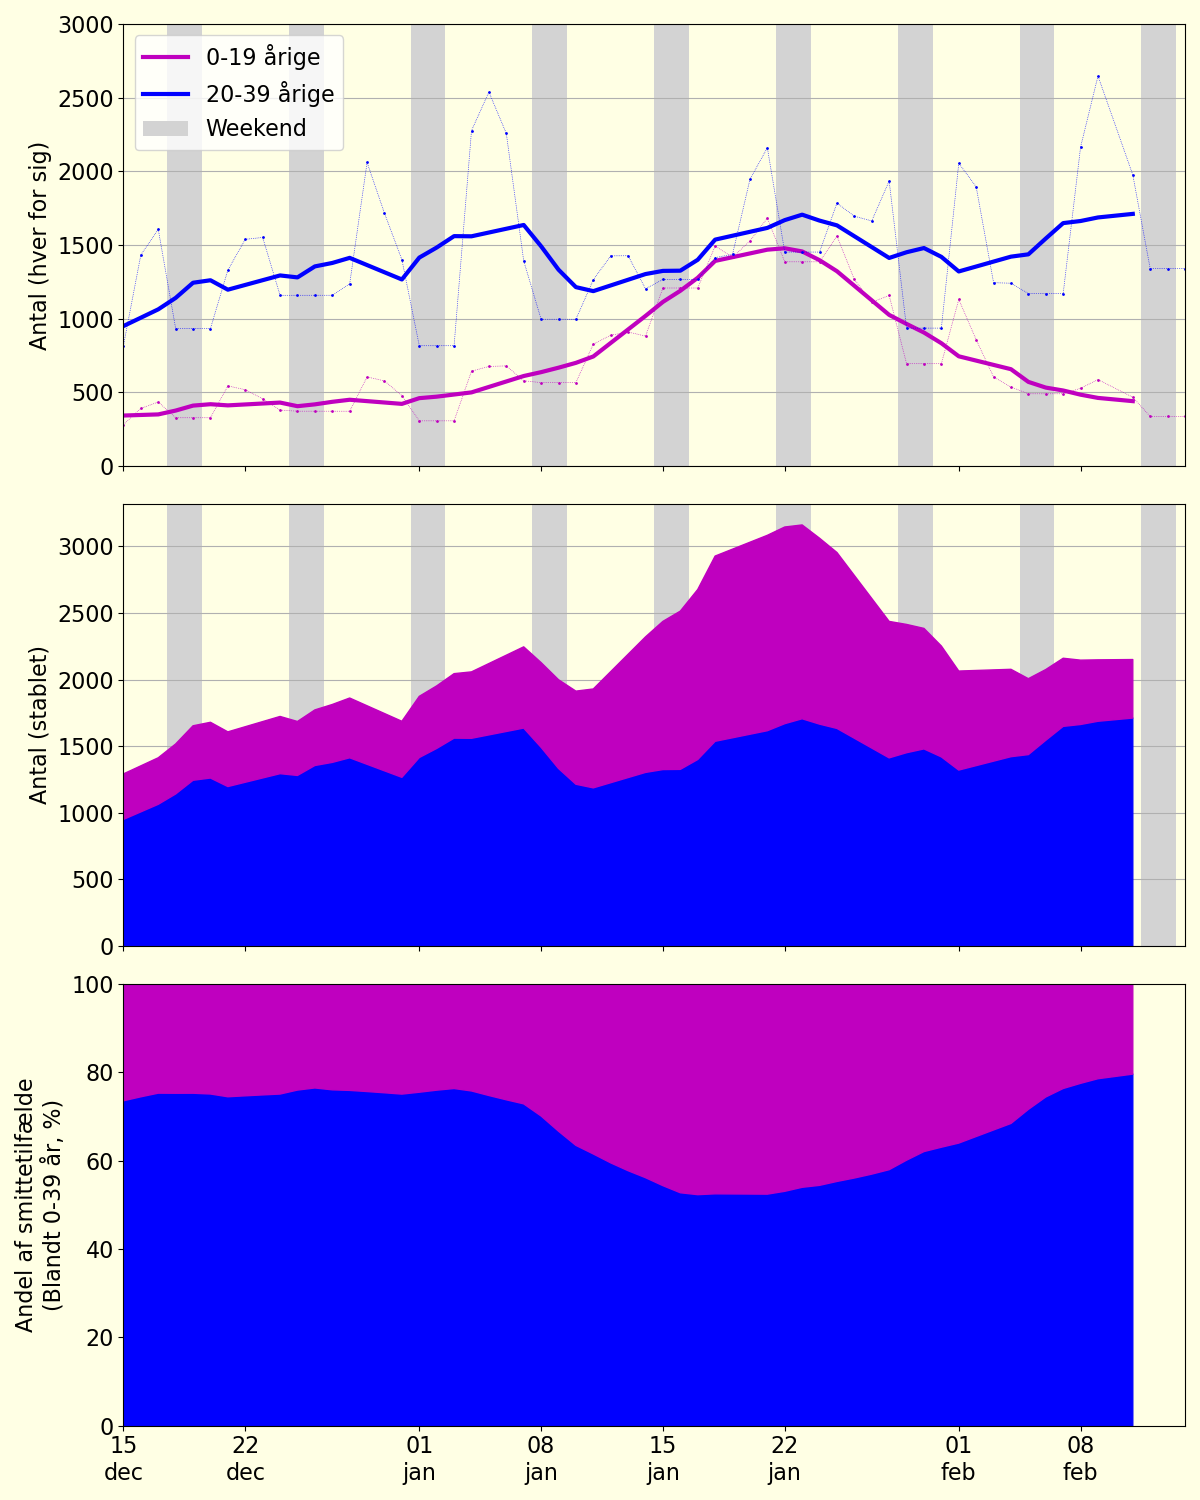 3000
2500
2000
1500
1000
500
0
Antal (hver for sig)
0-19 årige
20-39 årige
Weekend
3000
2500
2000
1500
1000
500
0
Antal (stablet)
100
80
60
40
20
0
Andel af smittetilfælde
(Blandt 0-39 år, %)
15 22 01 08 15 22 01 08
dec dec jan jan jan jan feb feb